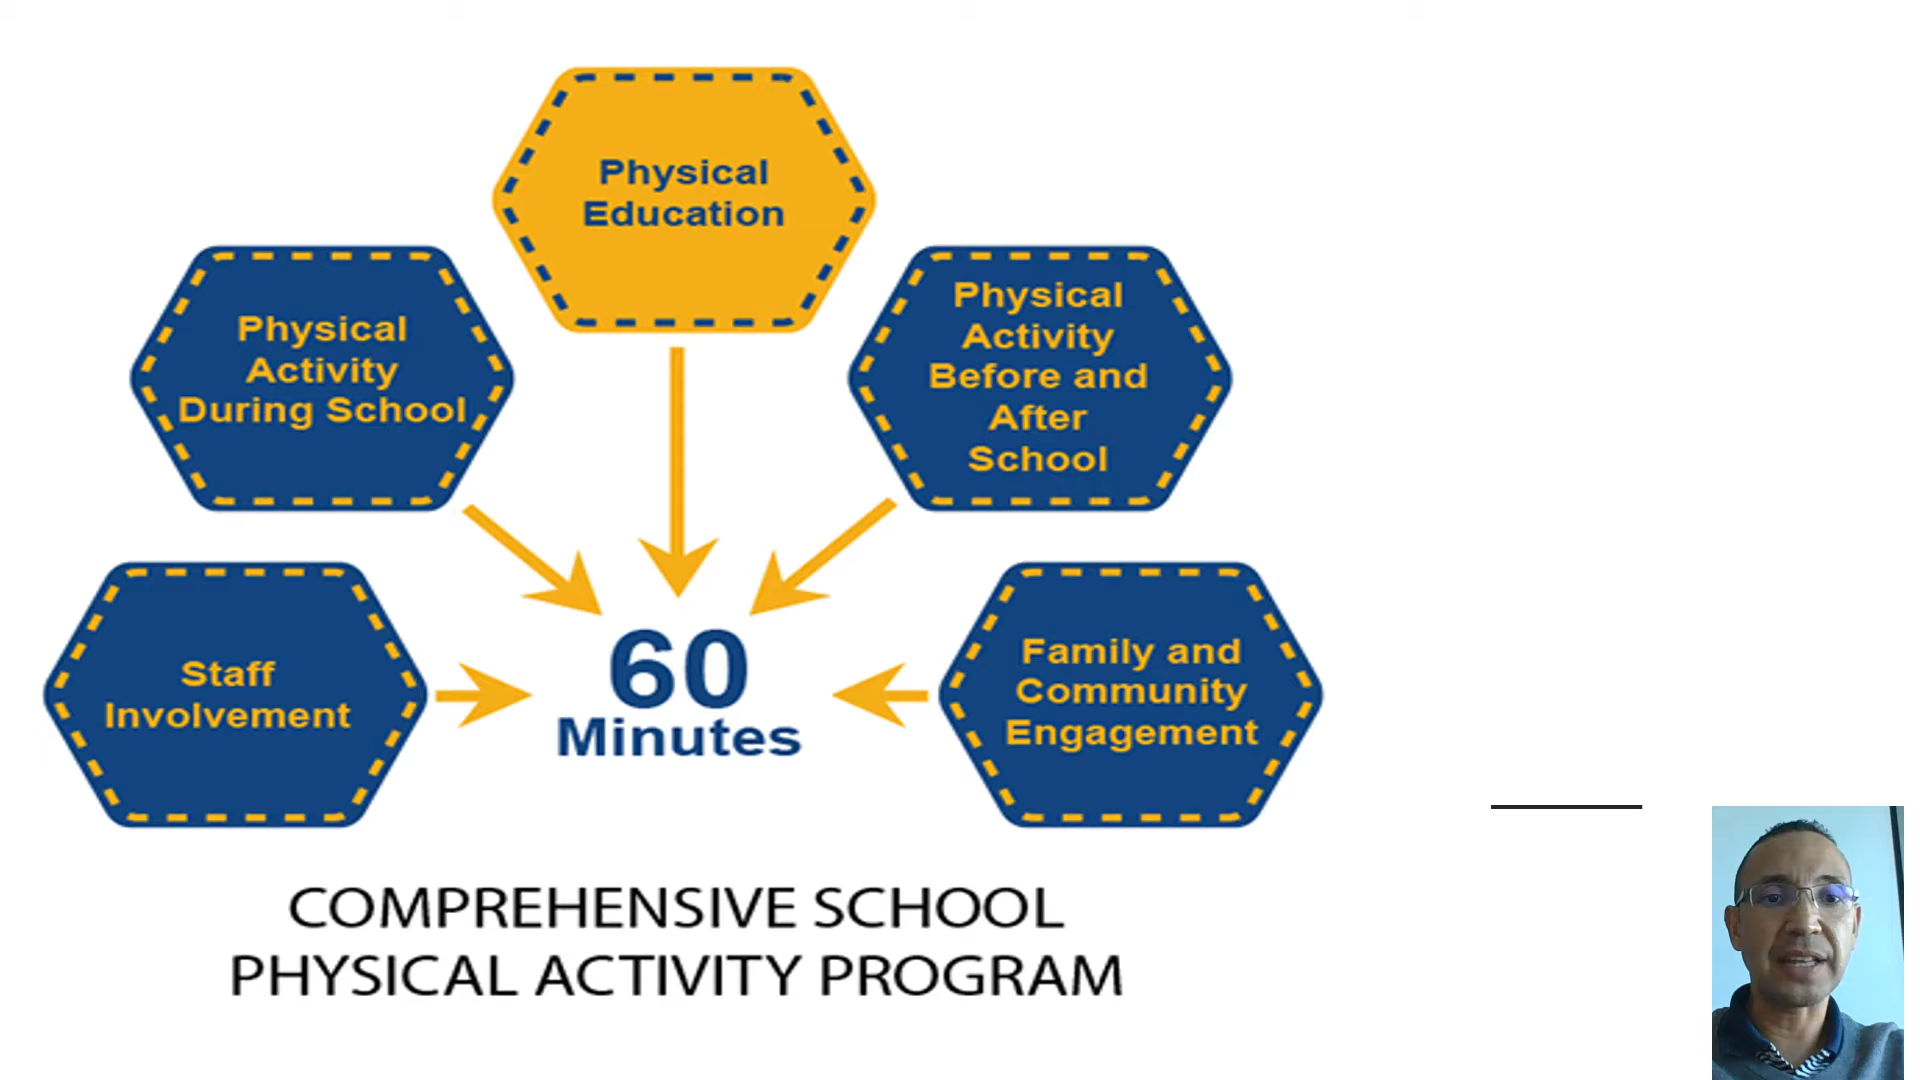 Physical
Education
Physical
Activity
During School
Physical
Activity
Before and
After
School
Staff
Involvement
60
Minutes
Family and
Community
Engagement
COMPREHENSIVE SCHOOL
PHYSICAL ACTIVITY PROGRAM